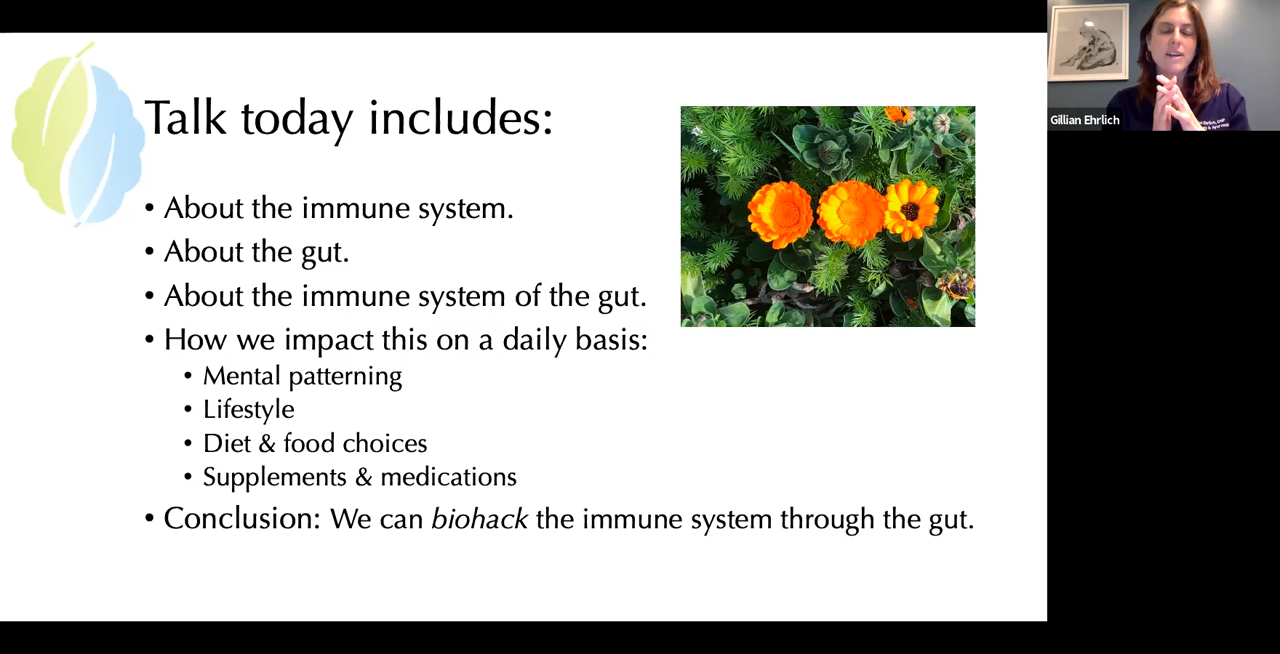 Talk today includes:
• About the immune system.
• About the gut.
• About the immune system of the gut.
• How we impact this on a daily basis:
• Mental patterning
• Lifestyle
• Diet & food choices
• Supplements & medications
• Conclusion: We can biohack the immune system through the gut.
Gillian Ehrlich